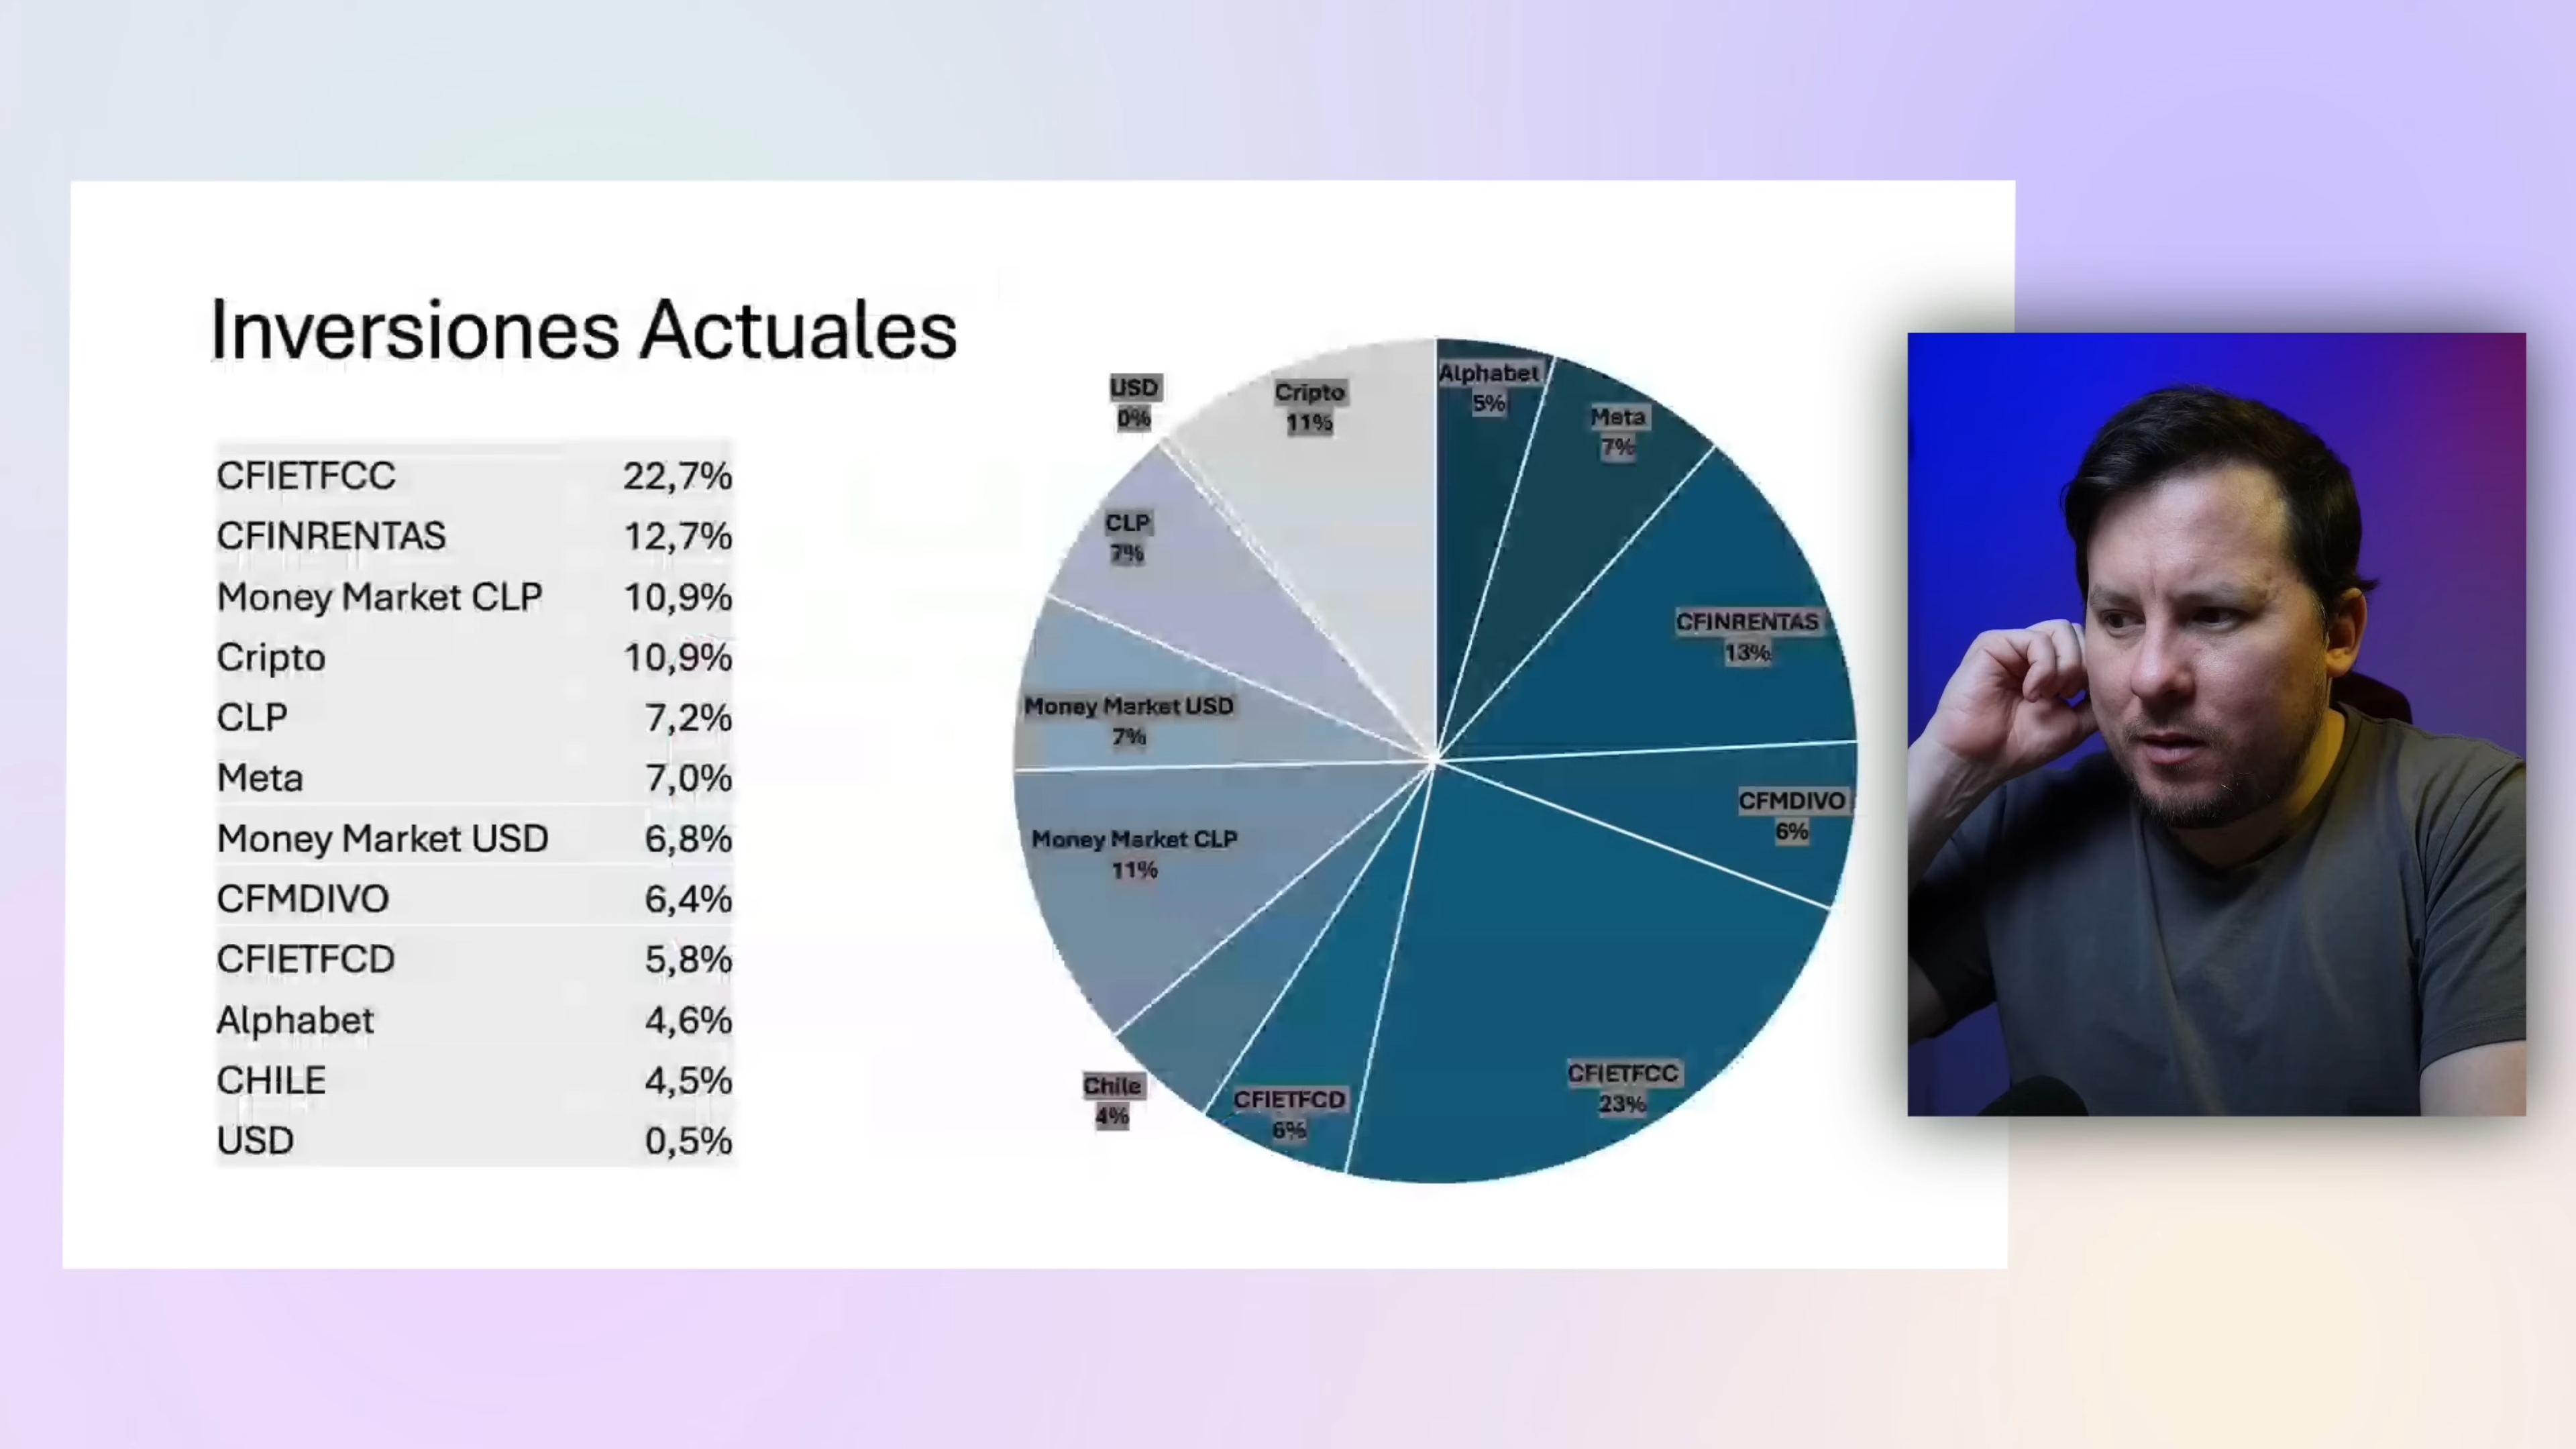 Inversiones Actuales
CFIETFCC 22,7%
CFINRENTAS 12,7%
Money Market CLP 10,9%
Cripto 10,9%
CLP 7,2%
Meta 7,0%
Money Market USD 6,8%
CFMDIVO 6,4%
CFIETFCD 5,8%
Alphabet 4,6%
CHILE 4,5%
USD 0,5%
Alphabet
5%
Meta
7%
CFINRENTAS
13%
CFMDIVO
6%
CFIETFCC
23%
CFIETFCD
6%
Chile
4%
Money Market CLP
11%
Money Market USD
7%
CLP
7%
USD
0%
Cripto
11%